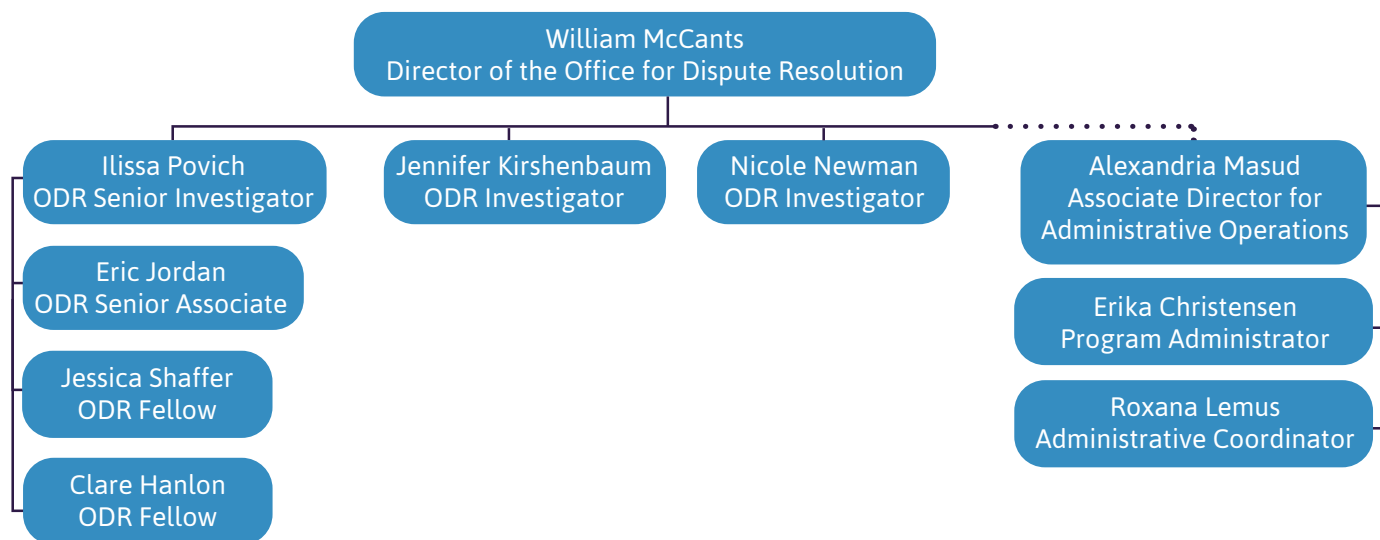 William McCants
Director of the Office for Dispute Resolution
Ilissa Povich
ODR Senior Investigator
Jennifer Kirshenbaum
ODR Investigator
Nicole Newman
ODR Investigator
Alexandria Masud
Associate Director for
Administrative Operations
Eric Jordan
ODR Senior Associate
Erika Christensen
Program Administrator
Jessica Shaffer
ODR Fellow
Roxana Lemus
Administrative Coordinator
Clare Hanlon
ODR Fellow